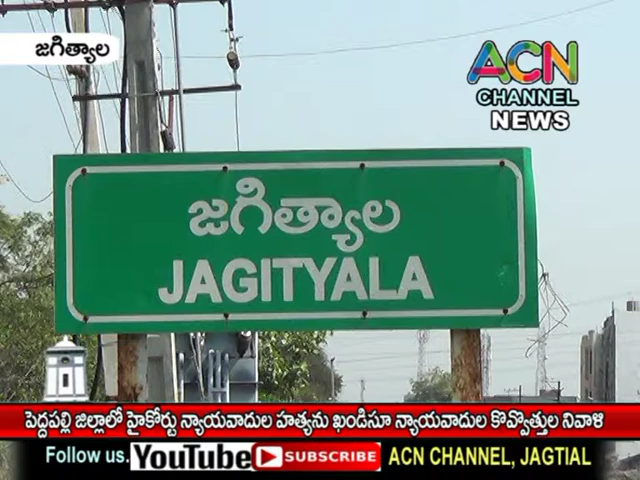 జగిత్యాల
ACN
CHANNEL
NEWS
జగిత్యాల
JAGITYALA
పెద్దపల్లి జిల్లాలో హైకోర్టు న్యాయవాదుల హత్యను ఖండిసూ న్యాయవాదుల కొవ్వొత్తుల నివాళి
Follow us. YouTube SUBSCRIBE ACN CHANNEL, JAGTIAL